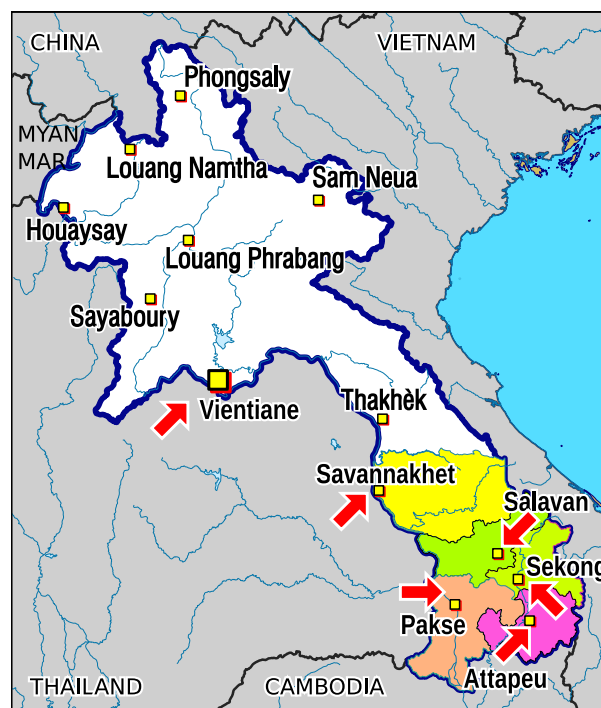 CHINA
VIETNAM
Phongsaly
MYAN
MAR
Louang Namtha
Sam Neua
Houaysay
Louang Phrabang
Sayaboury
Vientiane
Thakhèk
Savannakhet
Salavan
Sekong
Pakse
Attapeu
THAILAND
CAMBODIA